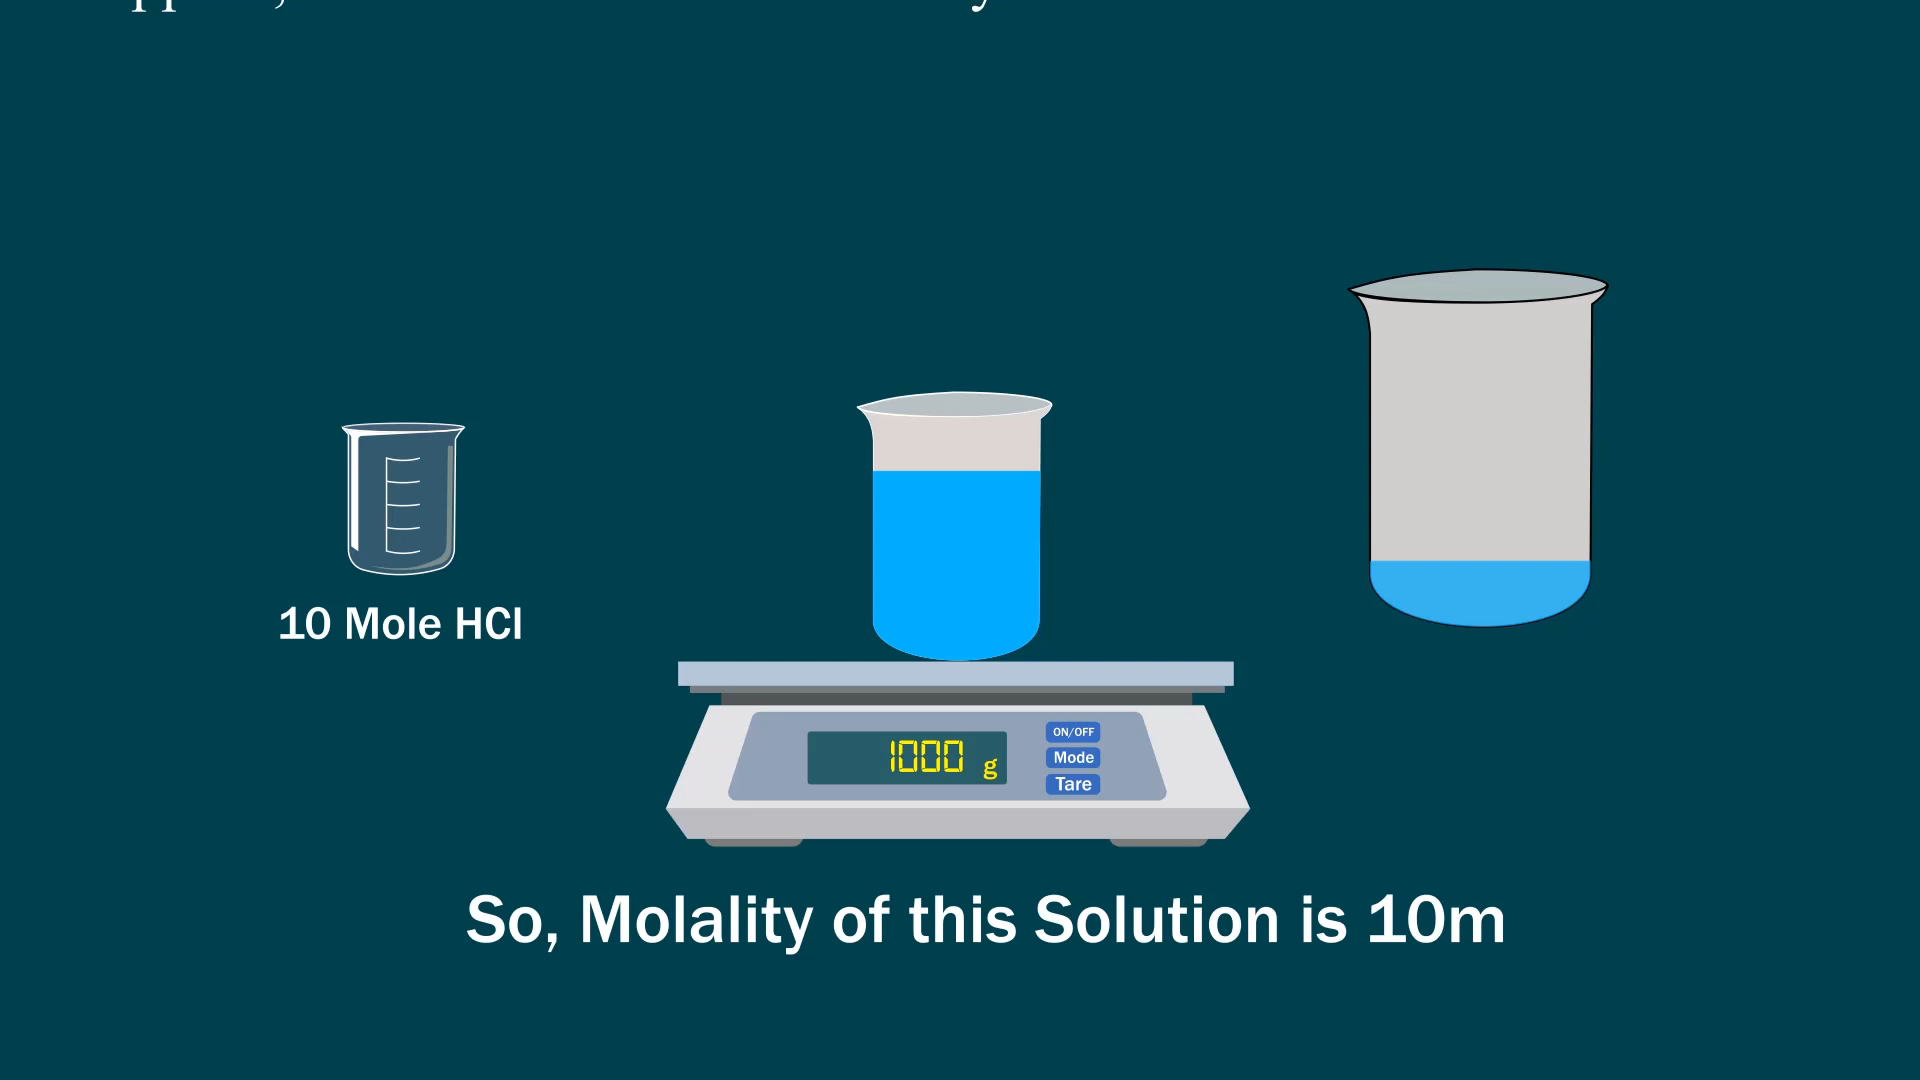 10 Mole HCl
1000 g
ON/OFF
Mode
Tare
So, Molality of this Solution is 10m